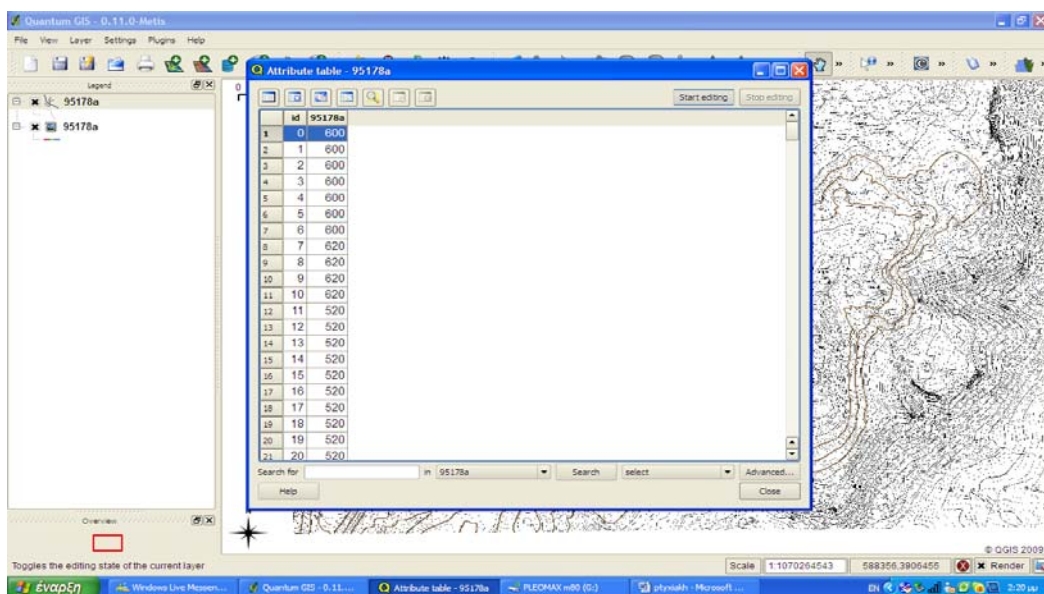 Quantum GIS - 0.11.0-Metis
File View Layer Settings Plugins Help
Legend
95178a
95178a
0
Attribute table - 95178a
Start editing Stop editing
id 95178a
1 0 600
2 1 600
3 2 600
4 3 600
5 4 600
6 5 600
7 6 600
8 7 620
9 8 620
10 9 620
11 10 620
12 11 520
13 12 520
14 13 520
15 14 520
16 15 520
17 16 520
18 17 520
19 18 520
20 19 520
21 20 520
Search for in 95178a Search select Advanced...
Help Close
Overview
© QGIS 2009
Toggles the editing state of the current layer Scale 1:1070264543 588356.3906455 Render
έναρξη Windows Live Messen... Quantum GIS - 0.11.... Attribute table - 95178a PLEOMAX m80 (G:) ptyxiakh - Microsoft ... EN 2:20 μμ